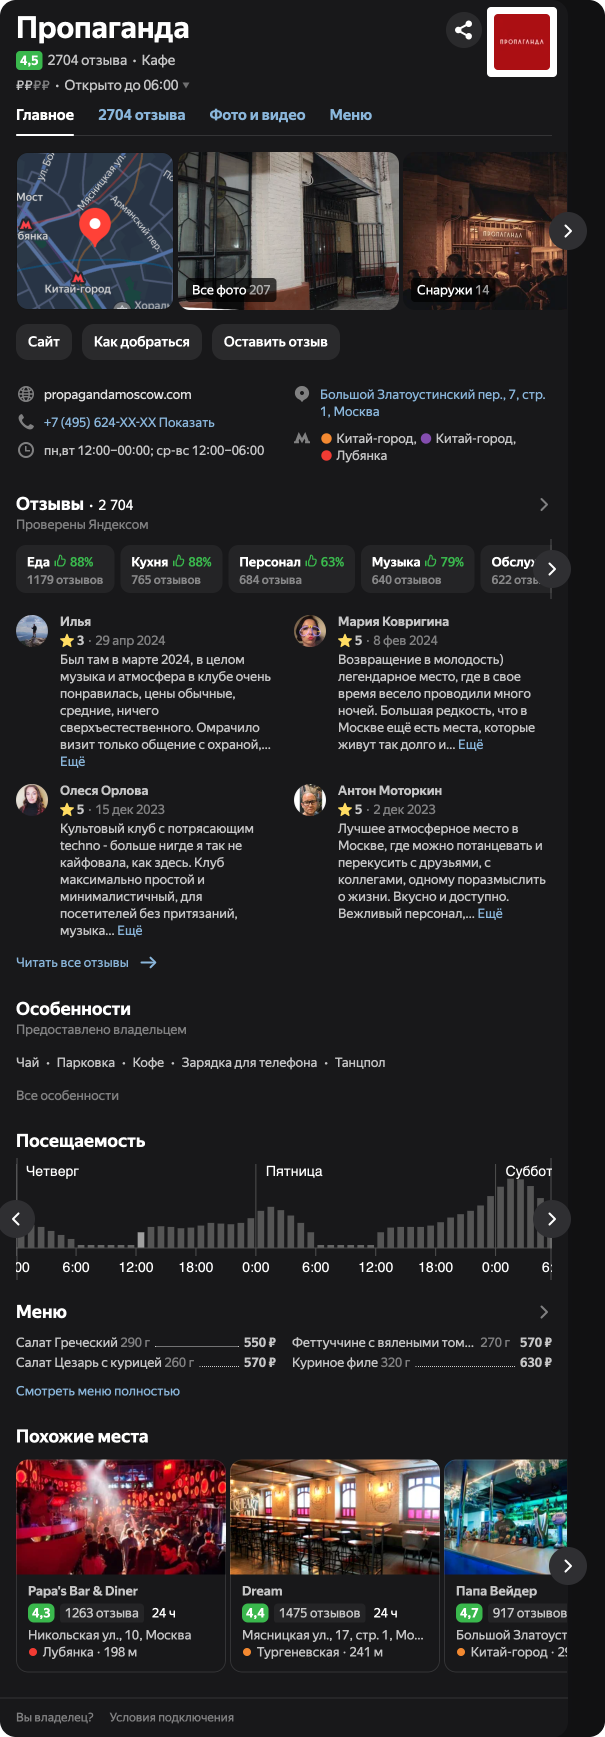 Пропаганда
ПРОПАГАНДА
4,5 2704 отзыва • Кафе
₽₽₽₽ • Открыто до 06:00
Главное 2704 отзыва Фото и видео Меню
ул. Бо
Мясницкая ул.
Армянский пер.
Мост
бянка
Китай-город
Хораль
Все фото 207
ПРОПАГАНДА
Снаружи 14
Сайт Как добраться Оставить отзыв
propagandamoscow.com
+7 (495) 624-XX-XX Показать
пн,вт 12:00–00:00; ср-вс 12:00–06:00
Большой Златоустинский пер., 7, стр.
1, Москва
Китай-город, Китай-город,
Лубянка
Отзывы · 2 704
Проверены Яндексом
Еда 88%
1179 отзывов
Кухня 88%
765 отзывов
Персонал 63%
684 отзыва
Музыка 79%
640 отзывов
Обслуж
622 отзы
Илья
3 · 29 апр 2024
Был там в марте 2024, в целом
музыка и атмосфера в клубе очень
понравилась, цены обычные,
средние, ничего
сверхъестественного. Омрачило
визит только общение с охраной,...
Ещё
Мария Ковригина
5 · 8 фев 2024
Возвращение в молодость)
легендарное место, где в свое
время весело проводили много
ночей. Большая редкость, что в
Москве ещё есть места, которые
живут так долго и... Ещё
Олеся Орлова
5 · 15 дек 2023
Культовый клуб с потрясающим
techno - больше нигде я так не
кайфовала, как здесь. Клуб
максимально простой и
минималистичный, для
посетителей без притязаний,
музыка... Ещё
Антон Моторкин
5 · 2 дек 2023
Лучшее атмосферное место в
Москве, где можно потанцевать и
перекусить с друзьями, с
коллегами, одному поразмыслить
о жизни. Вкусно и доступно.
Вежливый персонал,... Ещё
Читать все отзывы
Особенности
Предоставлено владельцем
Чай • Парковка • Кофе • Зарядка для телефона • Танцпол
Все особенности
Посещаемость
Четверг Пятница Суббот
00 6:00 12:00 18:00 0:00 6:00 12:00 18:00 0:00 6:
Меню
Салат Греческий 290 г 550 ₽
Салат Цезарь с курицей 260 г 570 ₽
Феттуччине с вялеными том... 270 г 570 ₽
Куриное филе 320 г 630 ₽
Смотреть меню полностью
Похожие места
Papa's Bar & Diner
4,3 1263 отзыва 24 ч
Никольская ул., 10, Москва
Лубянка · 198 м
Dream
4,4 1475 отзывов 24 ч
Мясницкая ул., 17, стр. 1, Мо...
Тургеневская · 241 м
Папа Вейдер
4,7 917 отзывов
Большой Златоуст
Китай-город · 29
Вы владелец? Условия подключения